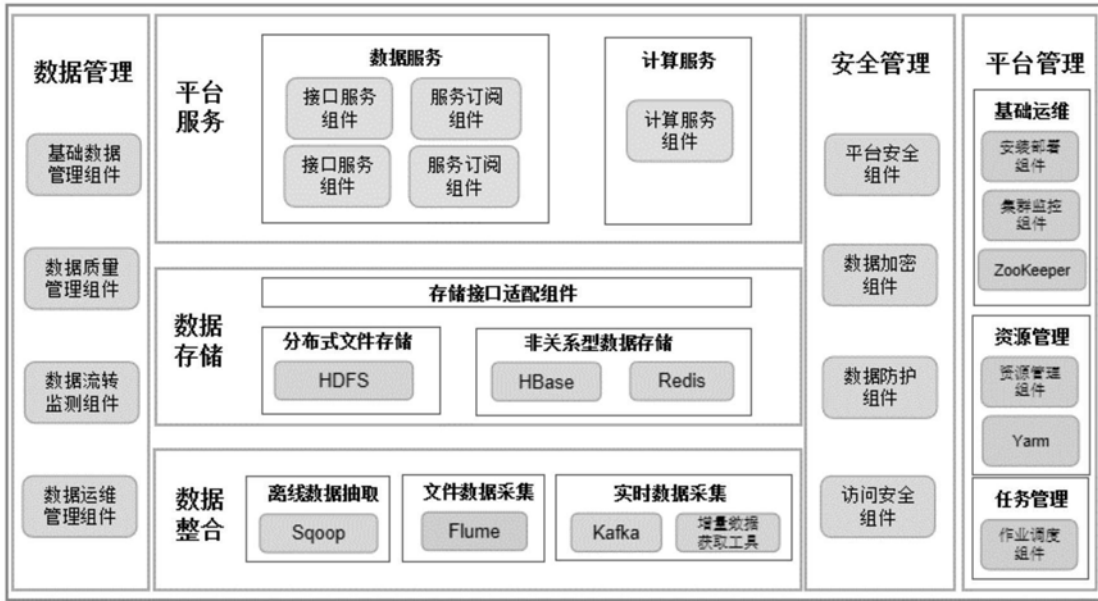 数据管理
基础数据
管理组件
数据质量
管理组件
数据流转
监测组件
数据运维
管理组件
平台
服务
数据服务
接口服务
组件
服务订阅
组件
接口服务
组件
服务订阅
组件
计算服务
计算服务
组件
数据
存储
存储接口适配组件
分布式文件存储
HDFS
非关系型数据存储
HBase
Redis
数据
整合
离线数据抽取
Sqoop
文件数据采集
Flume
实时数据采集
Kafka
增量数据
获取工具
安全管理
平台安全
组件
数据加密
组件
数据防护
组件
访问安全
组件
平台管理
基础运维
安装部署
组件
集群监控
组件
ZooKeeper
资源管理
资源管理
组件
Yarm
任务管理
作业调度
组件